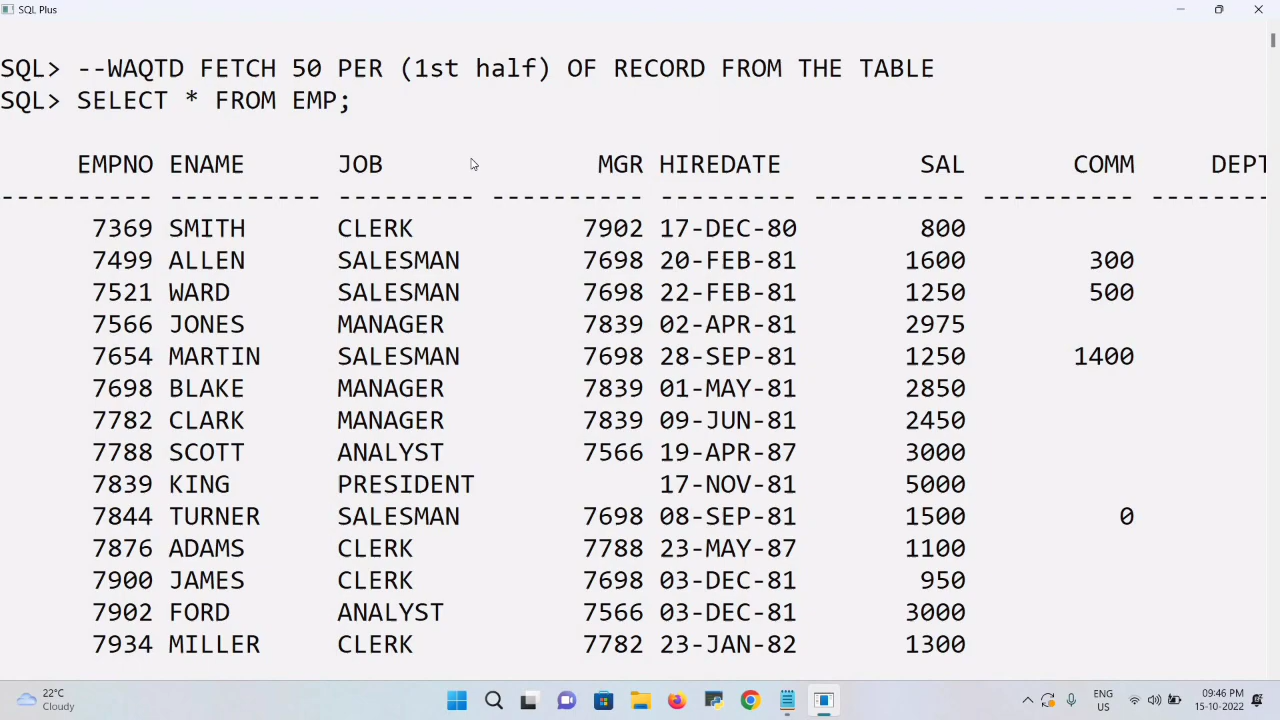 SQL Plus
SQL> --WAQTD FETCH 50 PER (1st half) OF RECORD FROM THE TABLE
SQL> SELECT * FROM EMP;
EMPNO ENAME JOB MGR HIREDATE SAL COMM DEPT
---------- ---------- --------- ---------- --------- ---------- ---------- --------
7369 SMITH CLERK 7902 17-DEC-80 800
7499 ALLEN SALESMAN 7698 20-FEB-81 1600 300
7521 WARD SALESMAN 7698 22-FEB-81 1250 500
7566 JONES MANAGER 7839 02-APR-81 2975
7654 MARTIN SALESMAN 7698 28-SEP-81 1250 1400
7698 BLAKE MANAGER 7839 01-MAY-81 2850
7782 CLARK MANAGER 7839 09-JUN-81 2450
7788 SCOTT ANALYST 7566 19-APR-87 3000
7839 KING PRESIDENT 17-NOV-81 5000
7844 TURNER SALESMAN 7698 08-SEP-81 1500 0
7876 ADAMS CLERK 7788 23-MAY-87 1100
7900 JAMES CLERK 7698 03-DEC-81 950
7902 FORD ANALYST 7566 03-DEC-81 3000
7934 MILLER CLERK 7782 23-JAN-82 1300
22°C
Cloudy
ENG
US
09:48 PM
15-10-2022